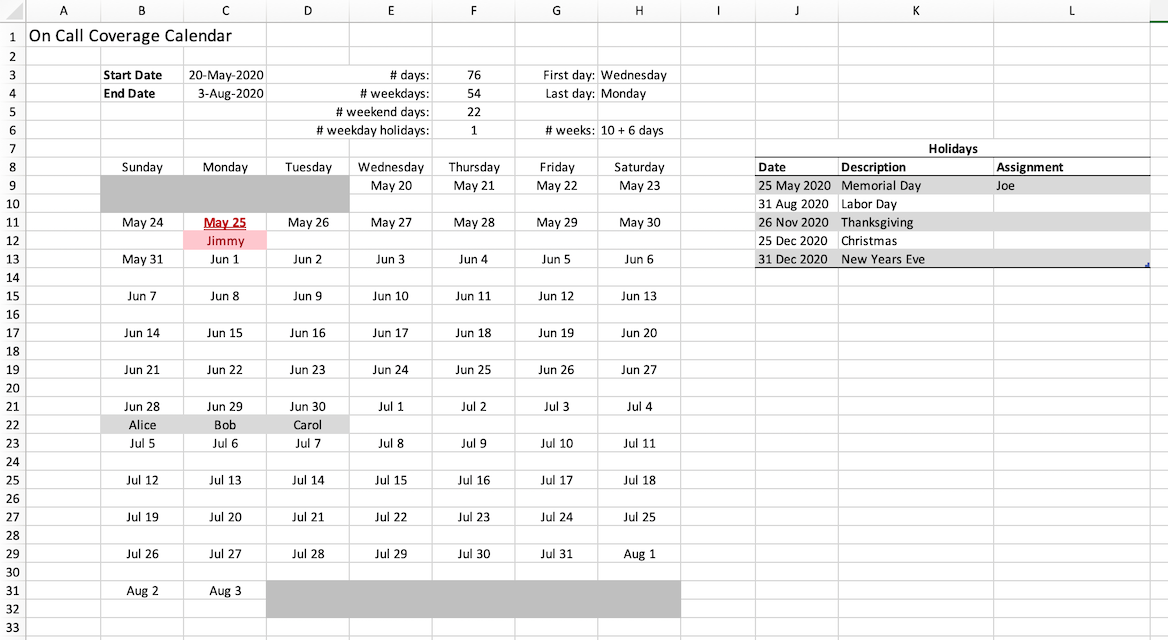 A B C D E F G H I J K L
1 On Call Coverage Calendar
2
3 Start Date 20-May-2020 # days: 76 First day: Wednesday
4 End Date 3-Aug-2020 # weekdays: 54 Last day: Monday
5 # weekend days: 22
6 # weekday holidays: 1 # weeks: 10 + 6 days
7 Holidays
8 Sunday Monday Tuesday Wednesday Thursday Friday Saturday Date Description Assignment
9 May 20 May 21 May 22 May 23 25 May 2020 Memorial Day Joe
10 31 Aug 2020 Labor Day
11 May 24 May 25 May 26 May 27 May 28 May 29 May 30 26 Nov 2020 Thanksgiving
12 Jimmy 25 Dec 2020 Christmas
13 May 31 Jun 1 Jun 2 Jun 3 Jun 4 Jun 5 Jun 6 31 Dec 2020 New Years Eve
14
15 Jun 7 Jun 8 Jun 9 Jun 10 Jun 11 Jun 12 Jun 13
16
17 Jun 14 Jun 15 Jun 16 Jun 17 Jun 18 Jun 19 Jun 20
18
19 Jun 21 Jun 22 Jun 23 Jun 24 Jun 25 Jun 26 Jun 27
20
21 Jun 28 Jun 29 Jun 30 Jul 1 Jul 2 Jul 3 Jul 4
22 Alice Bob Carol
23 Jul 5 Jul 6 Jul 7 Jul 8 Jul 9 Jul 10 Jul 11
24
25 Jul 12 Jul 13 Jul 14 Jul 15 Jul 16 Jul 17 Jul 18
26
27 Jul 19 Jul 20 Jul 21 Jul 22 Jul 23 Jul 24 Jul 25
28
29 Jul 26 Jul 27 Jul 28 Jul 29 Jul 30 Jul 31 Aug 1
30
31 Aug 2 Aug 3
32
33